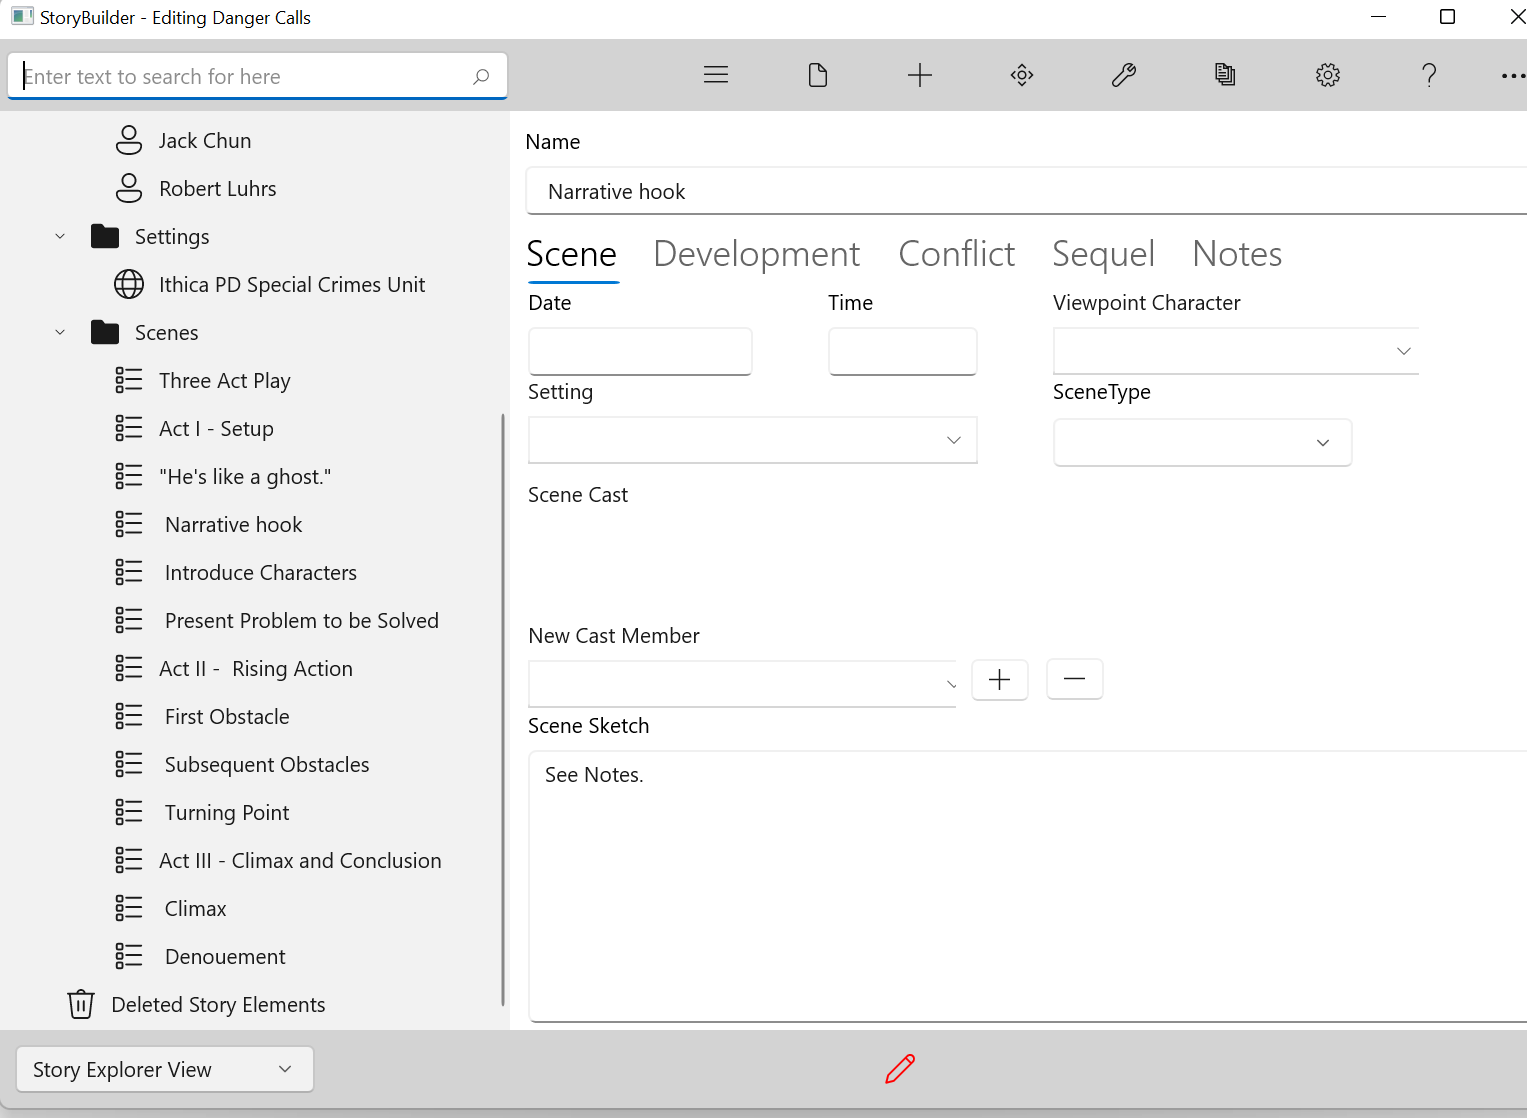 StoryBuilder - Editing Danger Calls
Enter text to search for here
Jack Chun
Robert Luhrs
Settings
Ithica PD Special Crimes Unit
Scenes
Three Act Play
Act I - Setup
"He's like a ghost."
Narrative hook
Introduce Characters
Present Problem to be Solved
Act II -  Rising Action
First Obstacle
Subsequent Obstacles
Turning Point
Act III - Climax and Conclusion
Climax
Denouement
Deleted Story Elements
Story Explorer View
Name
Narrative hook
Scene Development Conflict Sequel Notes
Date Time Viewpoint Character
Setting SceneType
Scene Cast
New Cast Member
Scene Sketch
See Notes.